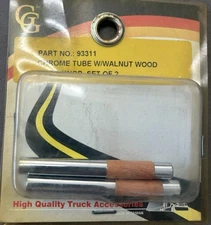 GG
PART NO.: 93311
CHROME TUBE W/WALNUT WOOD
SET OF 2
High Quality Truck Accessories